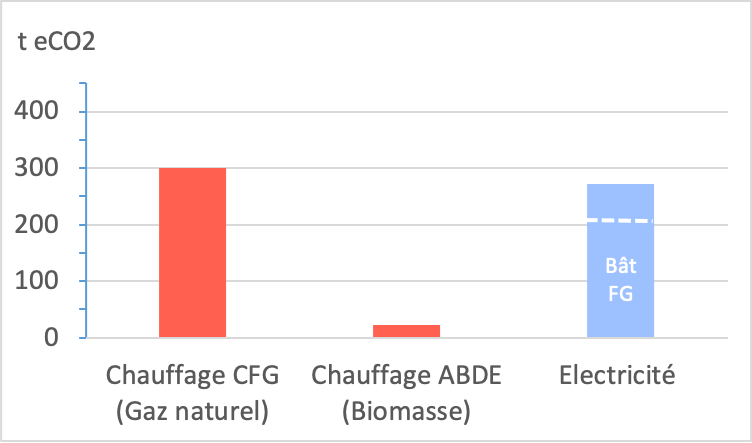 t eCO2
400
300
200
100
0
Bât
FG
Chauffage CFG
(Gaz naturel)
Chauffage ABDE
(Biomasse)
Electricité